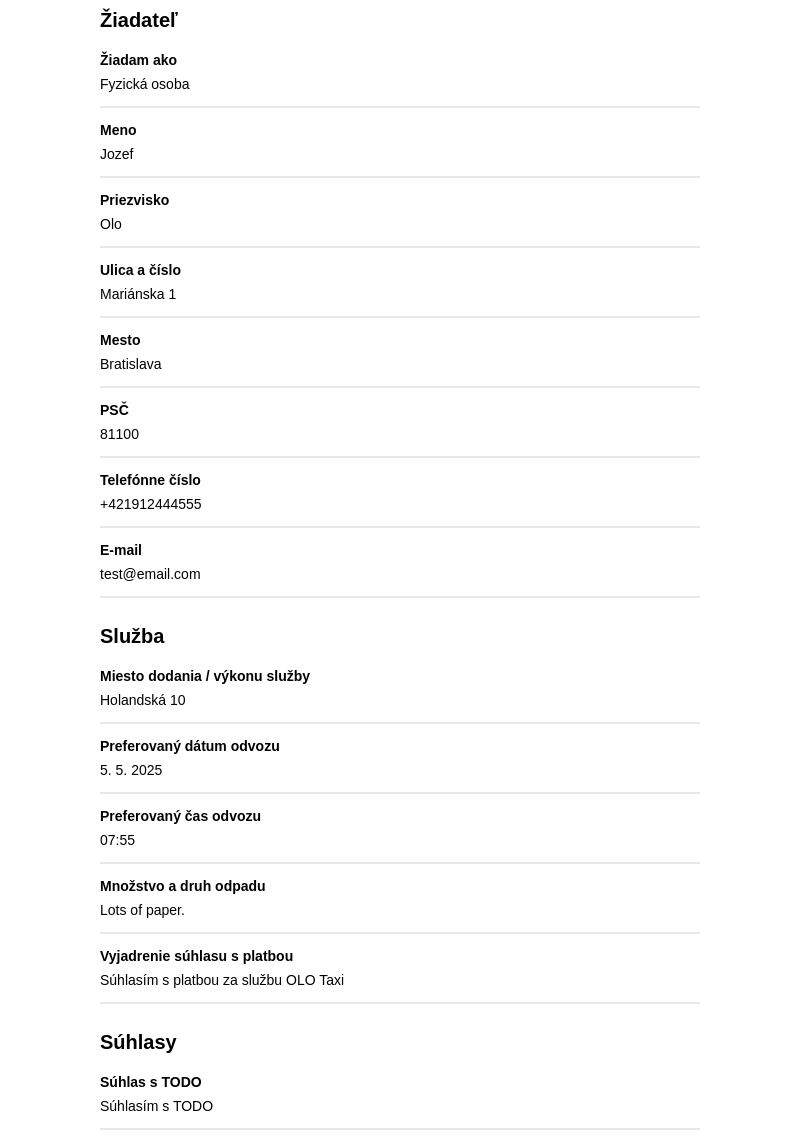 Žiadateľ
Žiadam ako
Fyzická osoba
Meno
Jozef
Priezvisko
Olo
Ulica a číslo
Mariánska 1
Mesto
Bratislava
PSČ
81100
Telefónne číslo
+421912444555
E-mail
test@email.com
Služba
Miesto dodania / výkonu služby
Holandská 10
Preferovaný dátum odvozu
5. 5. 2025
Preferovaný čas odvozu
07:55
Množstvo a druh odpadu
Lots of paper.
Vyjadrenie súhlasu s platbou
Súhlasím s platbou za službu OLO Taxi
Súhlasy
Súhlas s TODO
Súhlasím s TODO